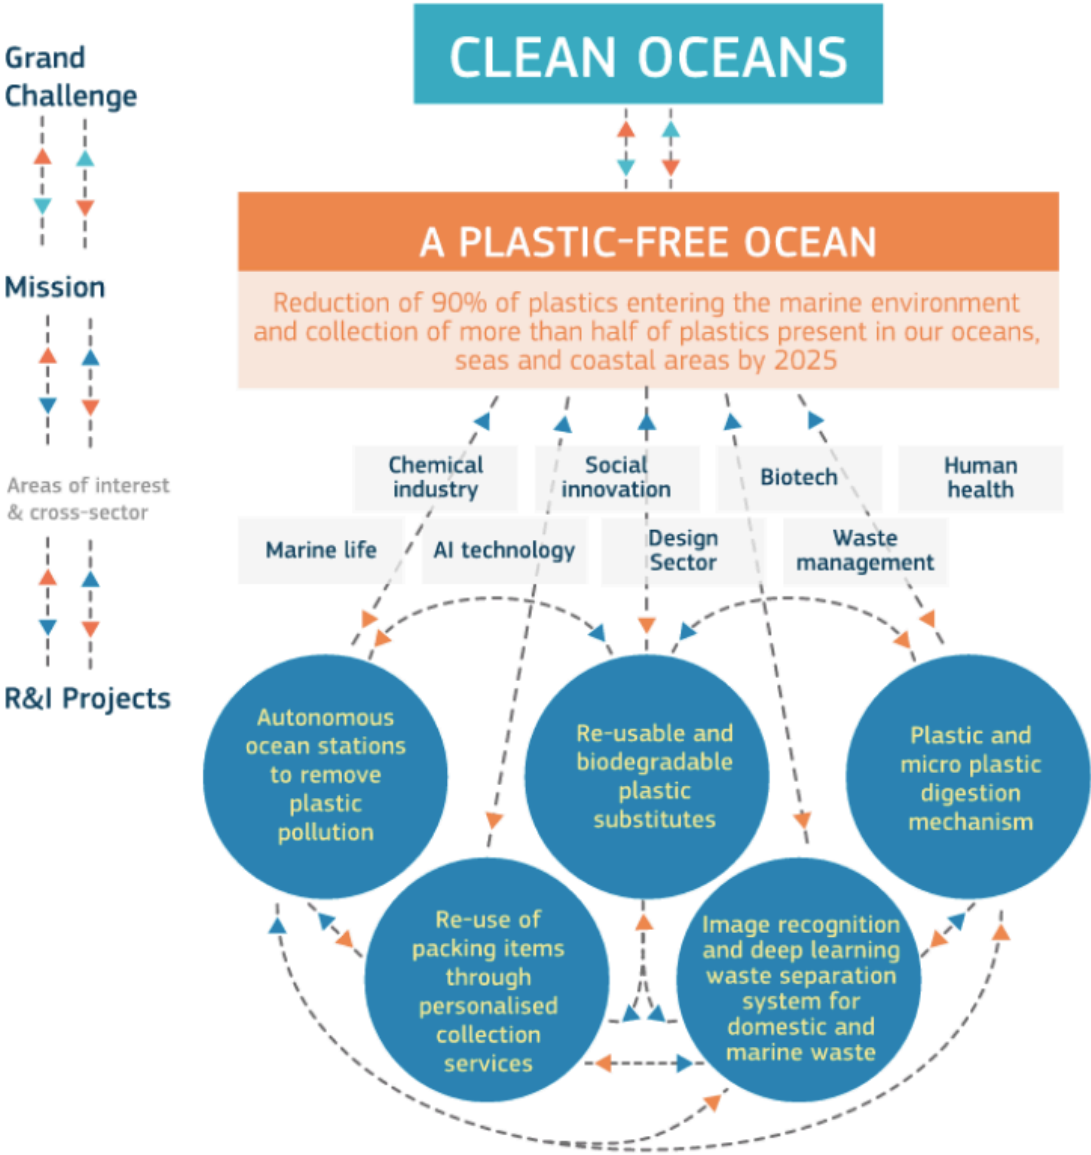 CLEAN OCEANS
Grand
Challenge
A PLASTIC-FREE OCEAN
Mission
Reduction of 90% of plastics entering the marine environment
and collection of more than half of plastics present in our oceans,
seas and coastal areas by 2025
Areas of interest
& cross-sector
Chemical
industry
Social
innovation
Biotech
Human
health
Marine life
AI technology
Design
Sector
Waste
management
R&I Projects
Autonomous
ocean stations
to remove
plastic
pollution
Re-usable and
biodegradable
plastic
substitutes
Plastic and
micro plastic
digestion
mechanism
Re-use of
packing items
through
personalised
collection
services
Image recognition
and deep learning
waste separation
system for
domestic and
marine waste